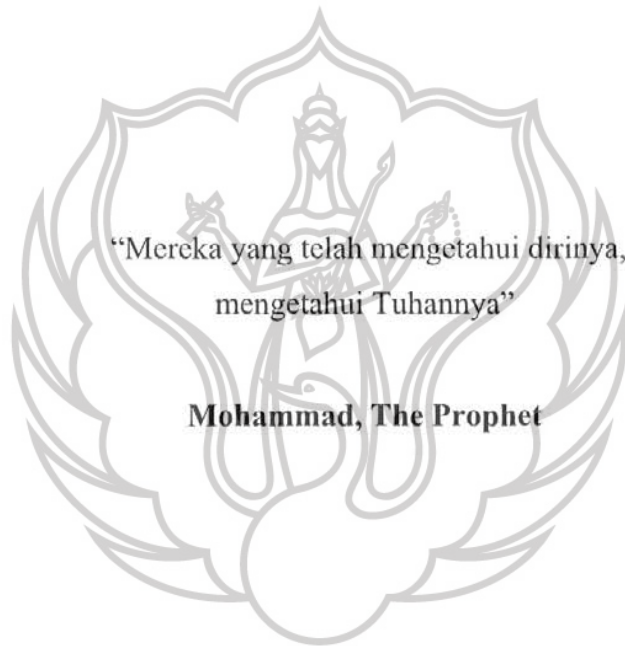 “Mereka yang telah mengetahui dirinya,
mengetahui Tuhannya”
Mohammad, The Prophet